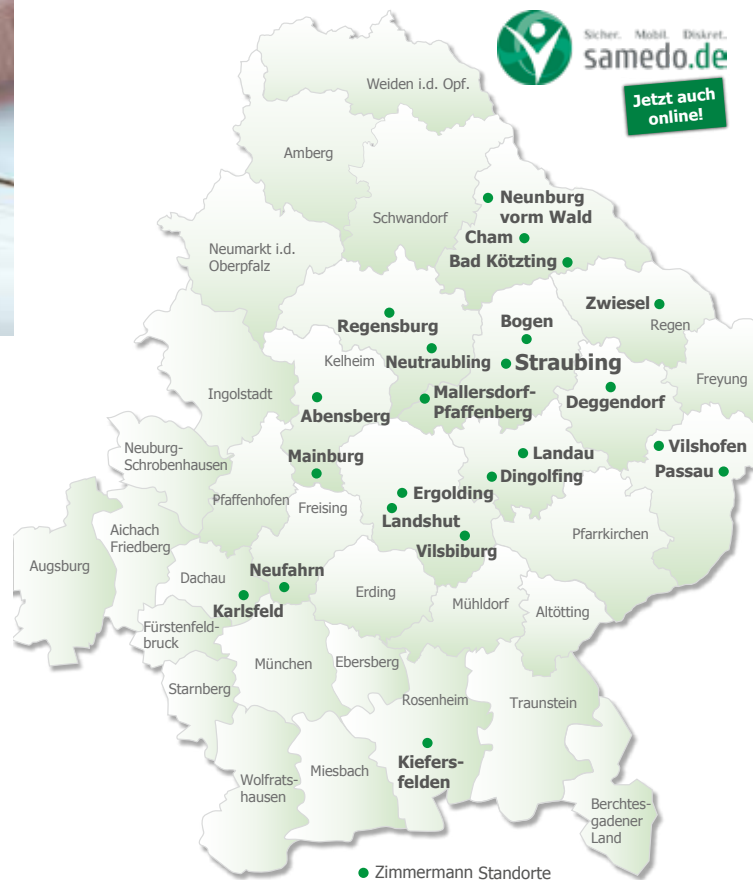 Sicher. Mobil. Diskret.
samedo.de
Jetzt auch
online!
Weiden i.d. Opf.
Amberg
Schwandorf
Neunburg
vorm Wald
Cham
Bad Kötzting
Neumarkt i.d.
Oberpfalz
Zwiesel
Regen
Regensburg
Bogen
Neutraubling
Straubing
Kelheim
Freyung
Ingolstadt
Abensberg
Mallersdorf-
Pfaffenberg
Deggendorf
Neuburg-
Schrobenhausen
Mainburg
Landau
Vilshofen
Dingolfing
Passau
Pfaffenhofen
Freising
Ergolding
Landshut
Vilsbiburg
Pfarrkirchen
Aichach
Friedberg
Augsburg
Dachau
Neufahrn
Karlsfeld
Erding
Mühldorf
Altötting
Fürstenfeld-
bruck
München
Ebersberg
Starnberg
Rosenheim
Traunstein
Kiefers-
felden
Wolfrats-
hausen
Miesbach
Berchtes-
gadener
Land
Zimmermann Standorte